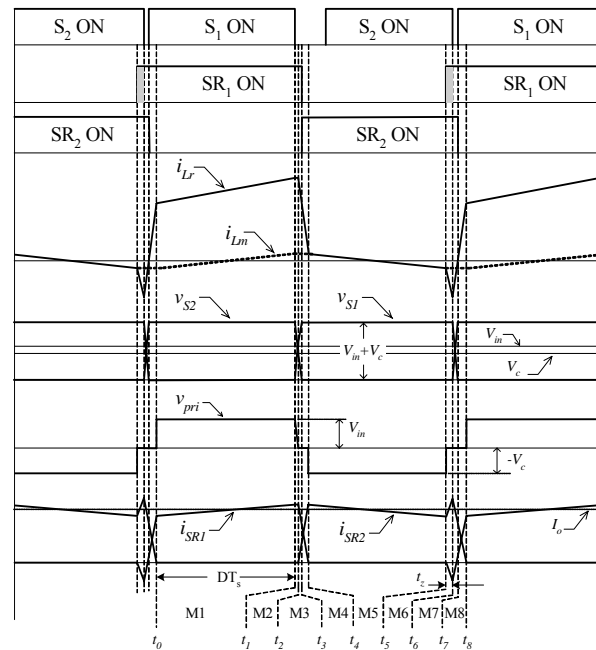 S2 ON S1 ON S2 ON S1 ON
SR1 ON SR1 ON
SR2 ON SR2 ON
iLr
iLm
vS2 vS1
Vin
Vin+Vc
Vc
vpri
Vin
-Vc
iSR1 iSR2 Io
DTs tz
M1 M2 M3 M4 M5 M6 M7 M8
t0 t1 t2 t3 t4 t5 t6 t7 t8